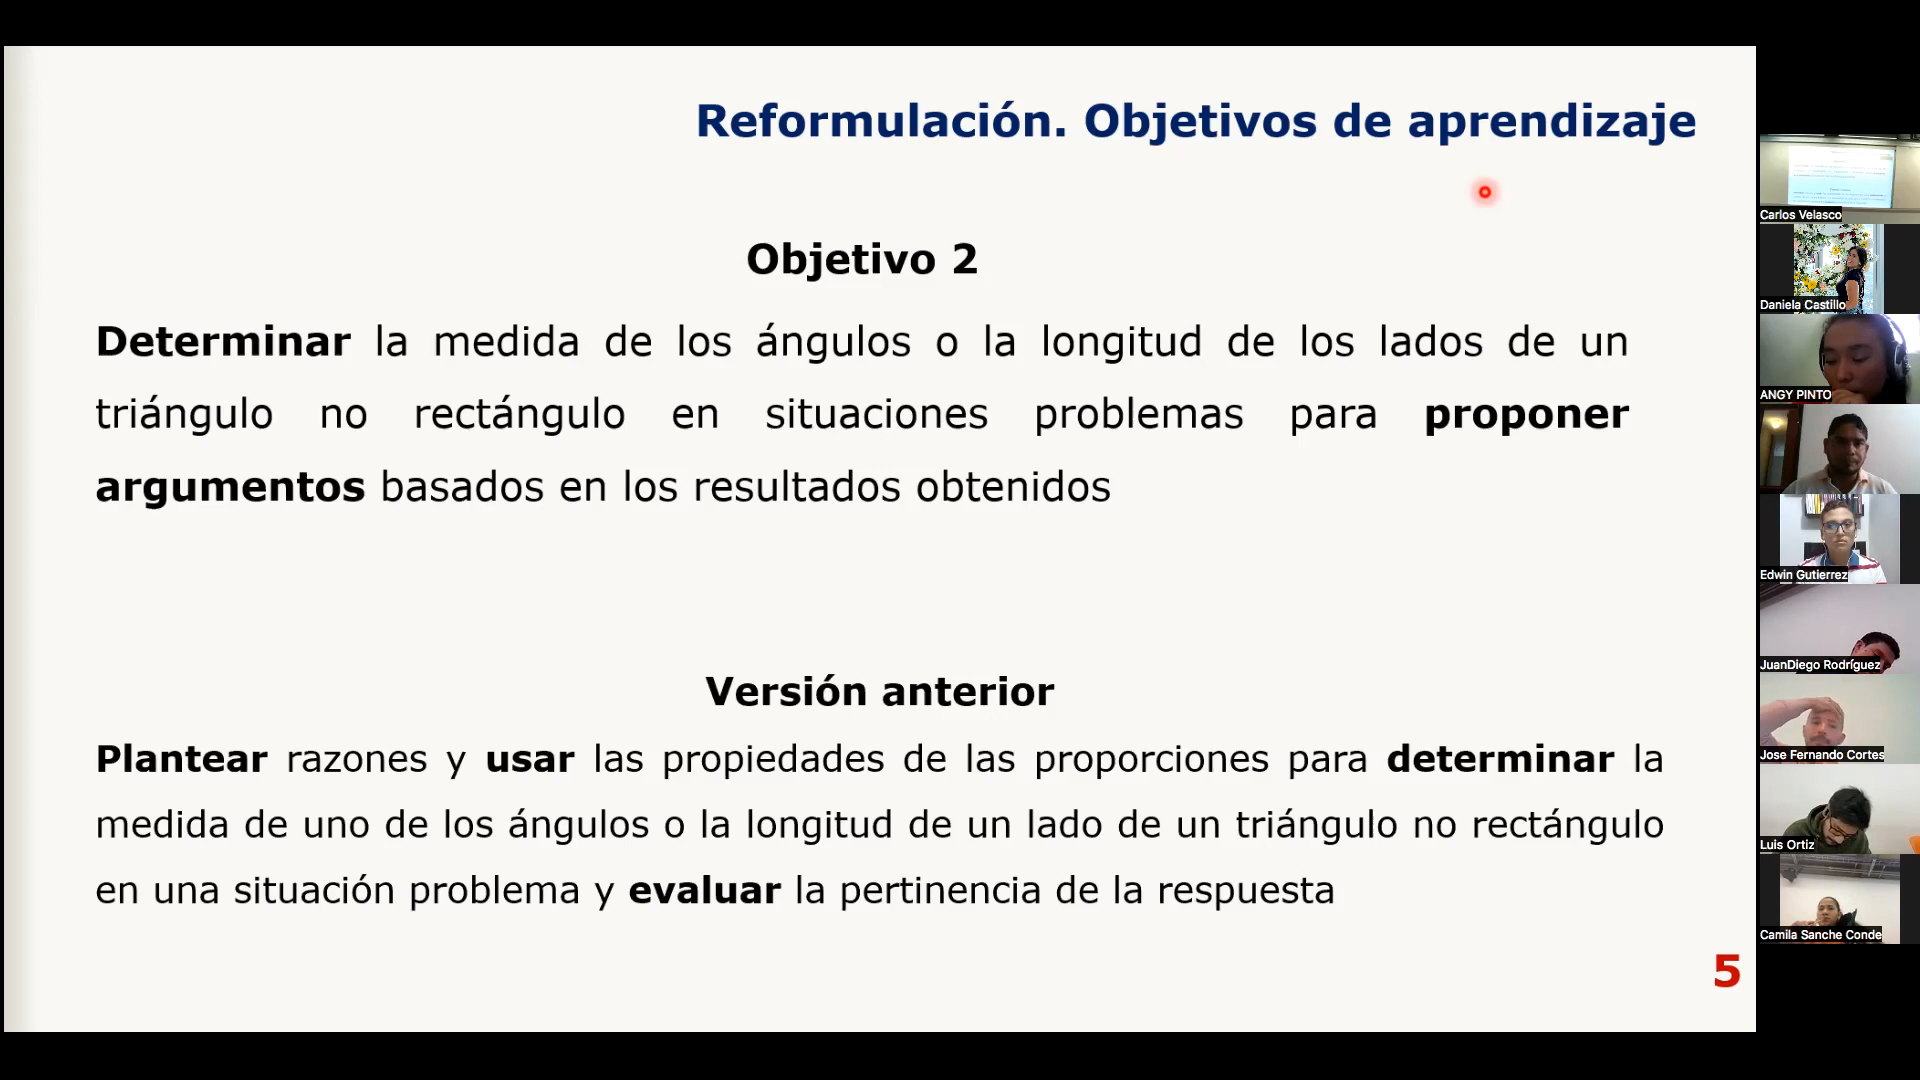 Reformulación. Objetivos de aprendizaje
Objetivo 2
Determinar la medida de los ángulos o la longitud de los lados de un
triángulo no rectángulo en situaciones problemas para proponer
argumentos basados en los resultados obtenidos
Versión anterior
Plantear razones y usar las propiedades de las proporciones para determinar la
medida de uno de los ángulos o la longitud de un lado de un triángulo no rectángulo
en una situación problema y evaluar la pertinencia de la respuesta
5
Carlos Velasco
Daniela Castillo
ANGY PINTO
Edwin Gutierrez
JuanDiego Rodríguez
Jose Fernando Cortes
Luis Ortiz
Camila Sanche Conde